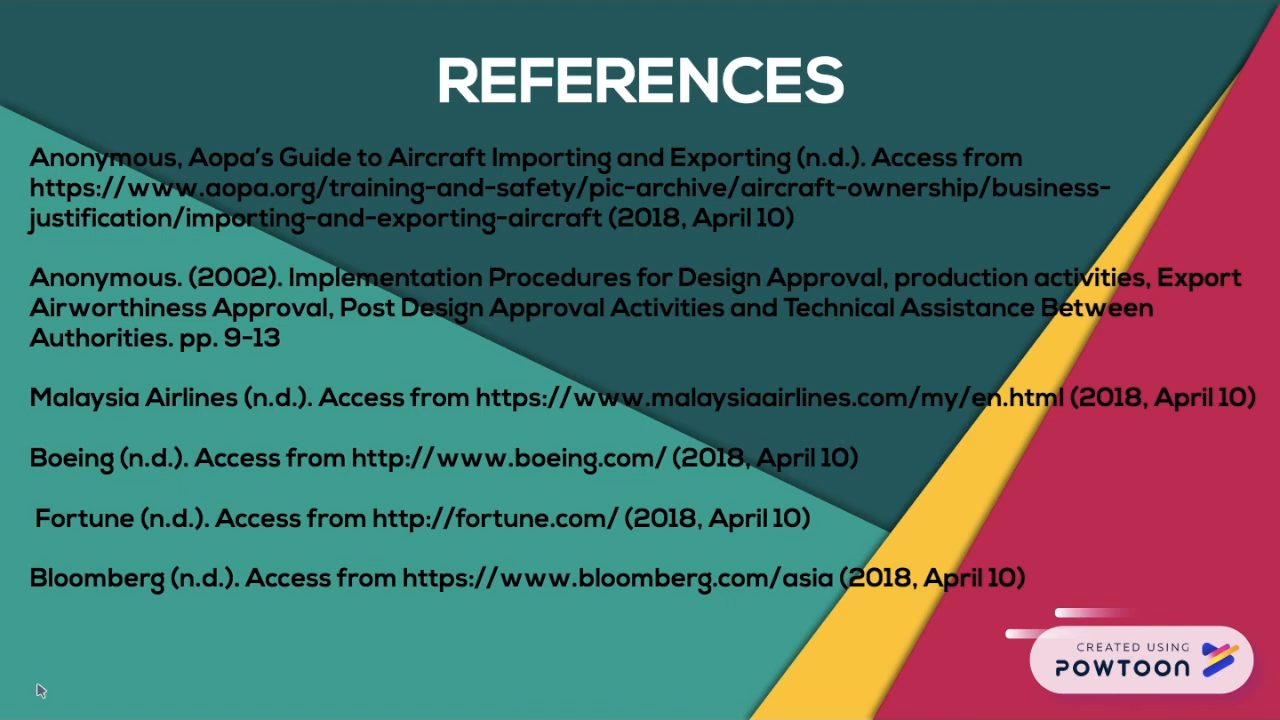 REFERENCES
Anonymous, Aopa's Guide to Aircraft Importing and Exporting (n.d.). Access from
https://www.aopa.org/training-and-safety/pic-archive/aircraft-ownership/business-
justification/importing-and-exporting-aircraft (2018, April 10)
Anonymous. (2002). Implementation Procedures for Design Approval, production activities, Export
Airworthiness Approval, Post Design Approval Activities and Technical Assistance Between
Authorities. pp. 9-13
Malaysia Airlines (n.d.). Access from https://www.malaysiaairlines.com/my/en.html (2018, April 10)
Boeing (n.d.). Access from http://www.boeing.com/ (2018, April 10)
Fortune (n.d.). Access from http://fortune.com/ (2018, April 10)
Bloomberg (n.d.). Access from https://www.bloomberg.com/asia (2018, April 10)
CREATED USING
POWTOON